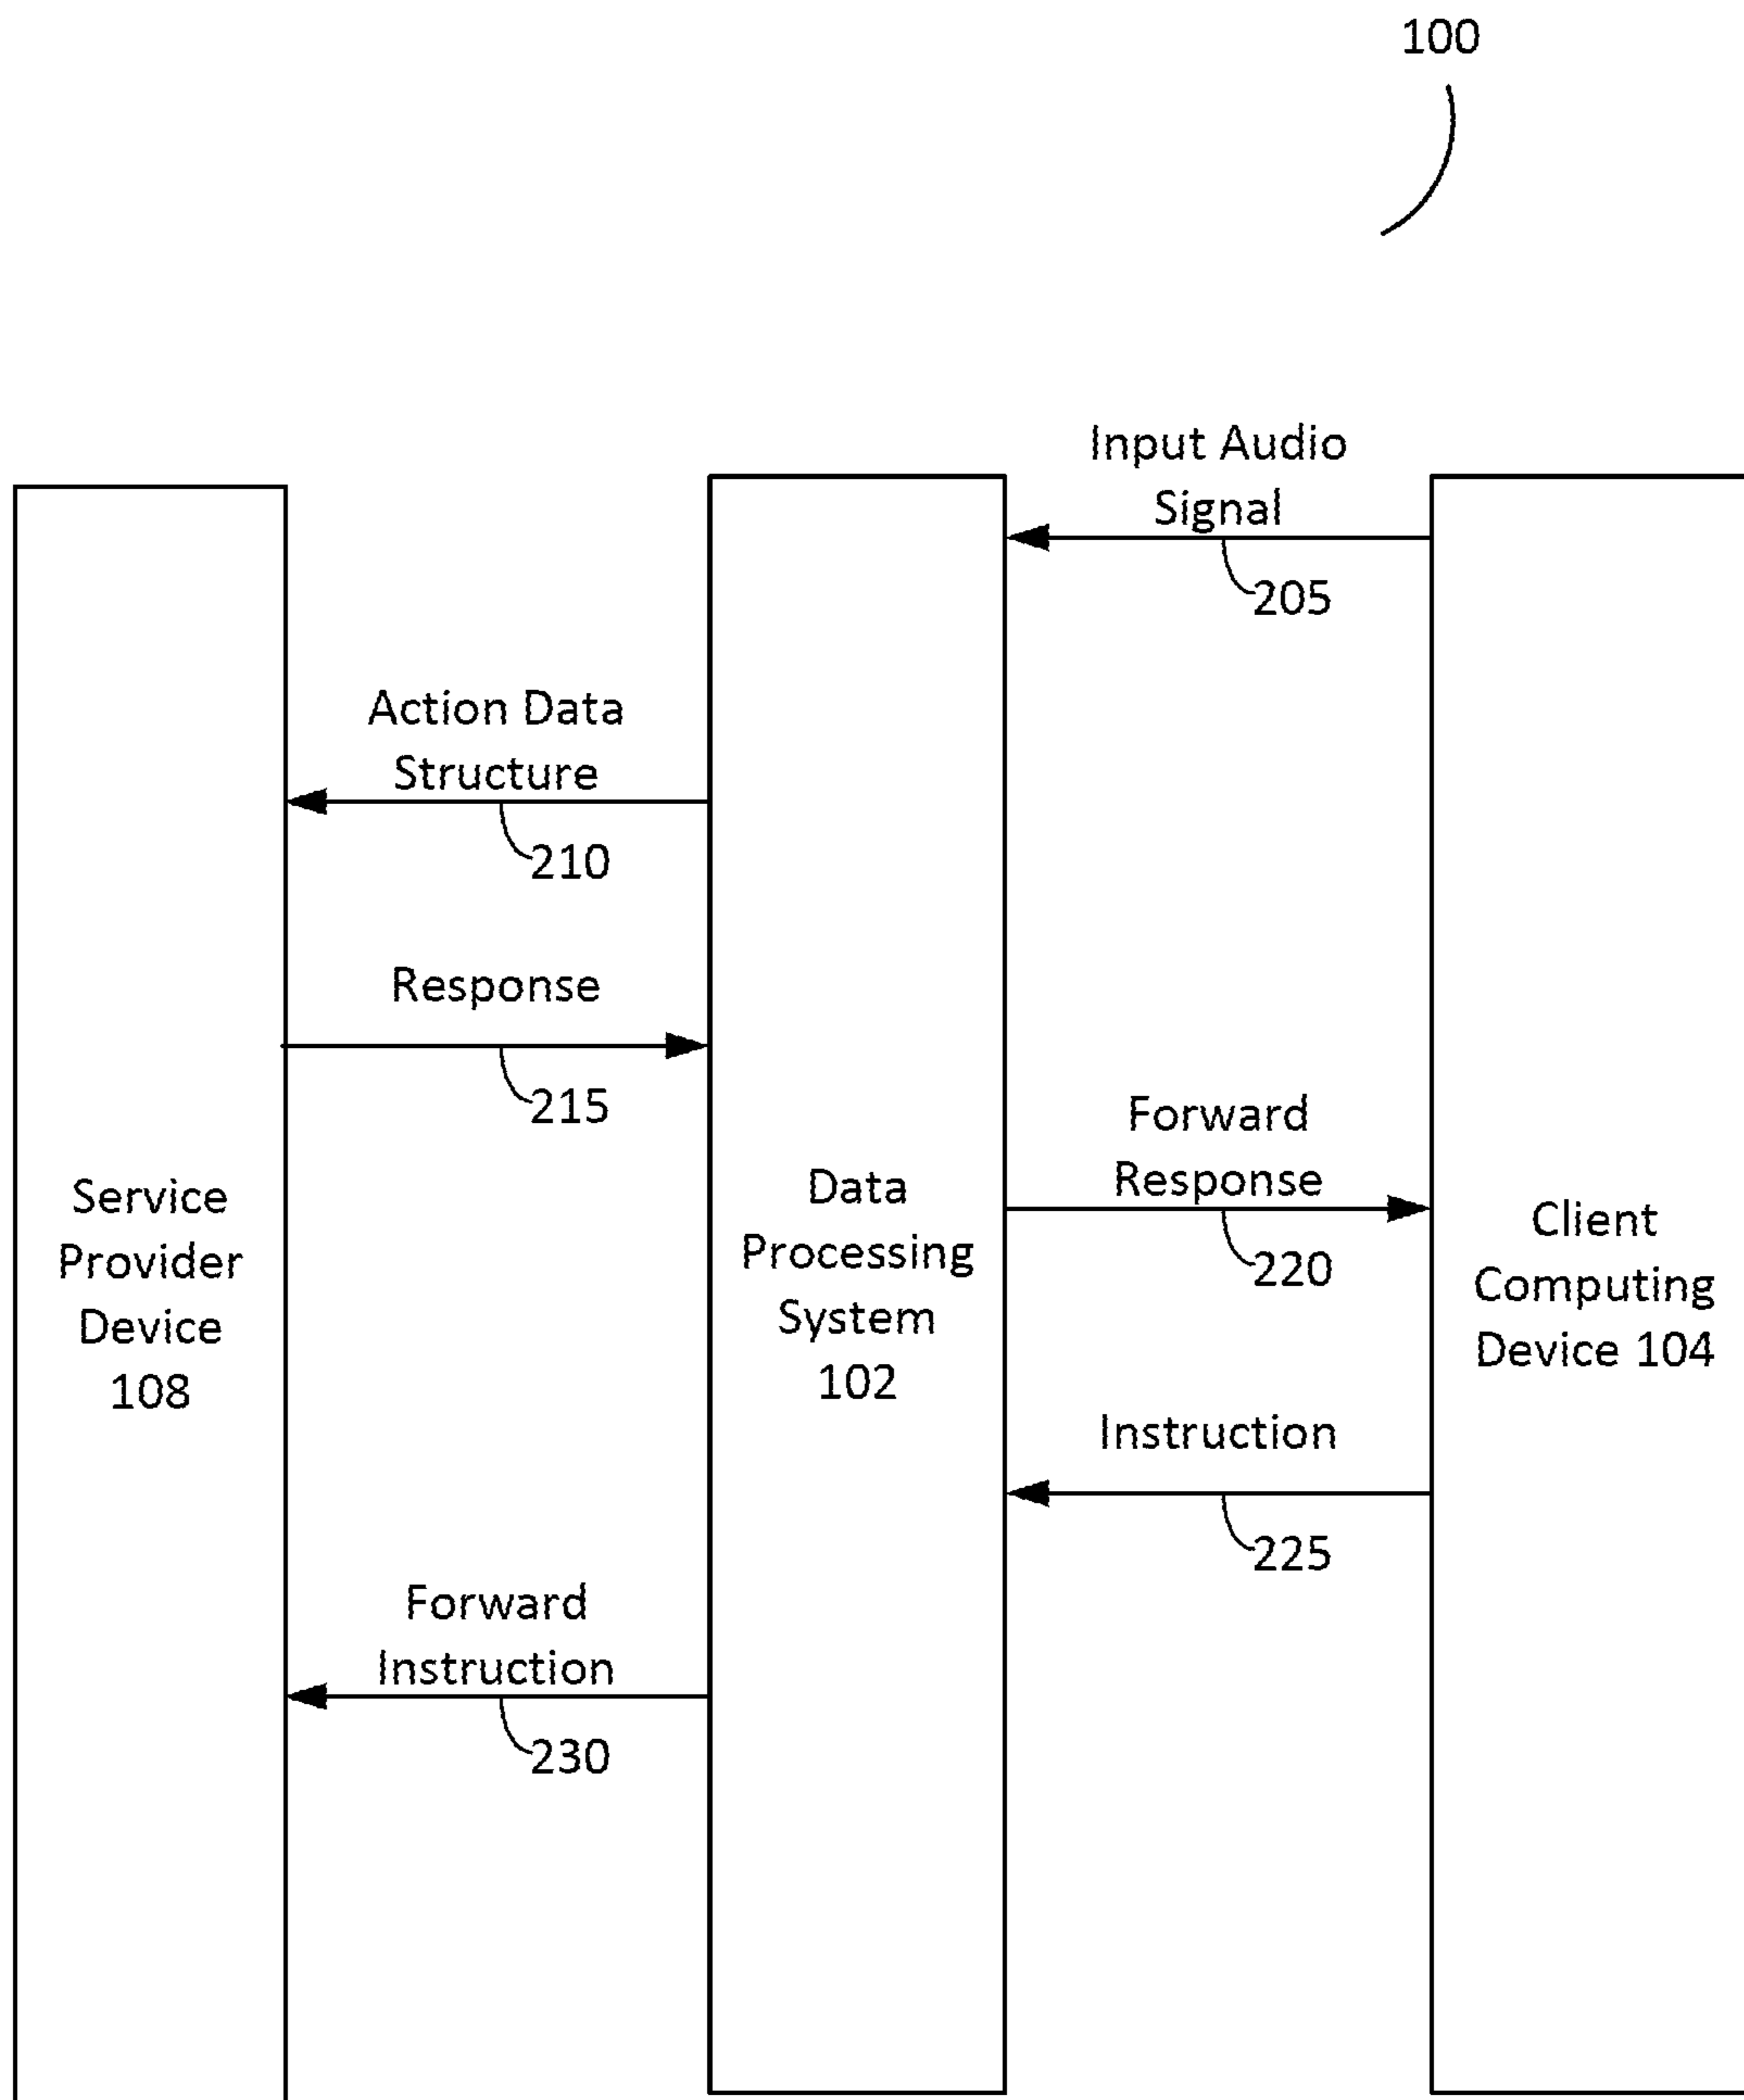 100
Input Audio
Signal
205
Action Data
Structure
210
Response
215
Forward
Response
220
Service
Provider
Device
108
Data
Processing
System
102
Client
Computing
Device 104
Instruction
225
Forward
Instruction
230